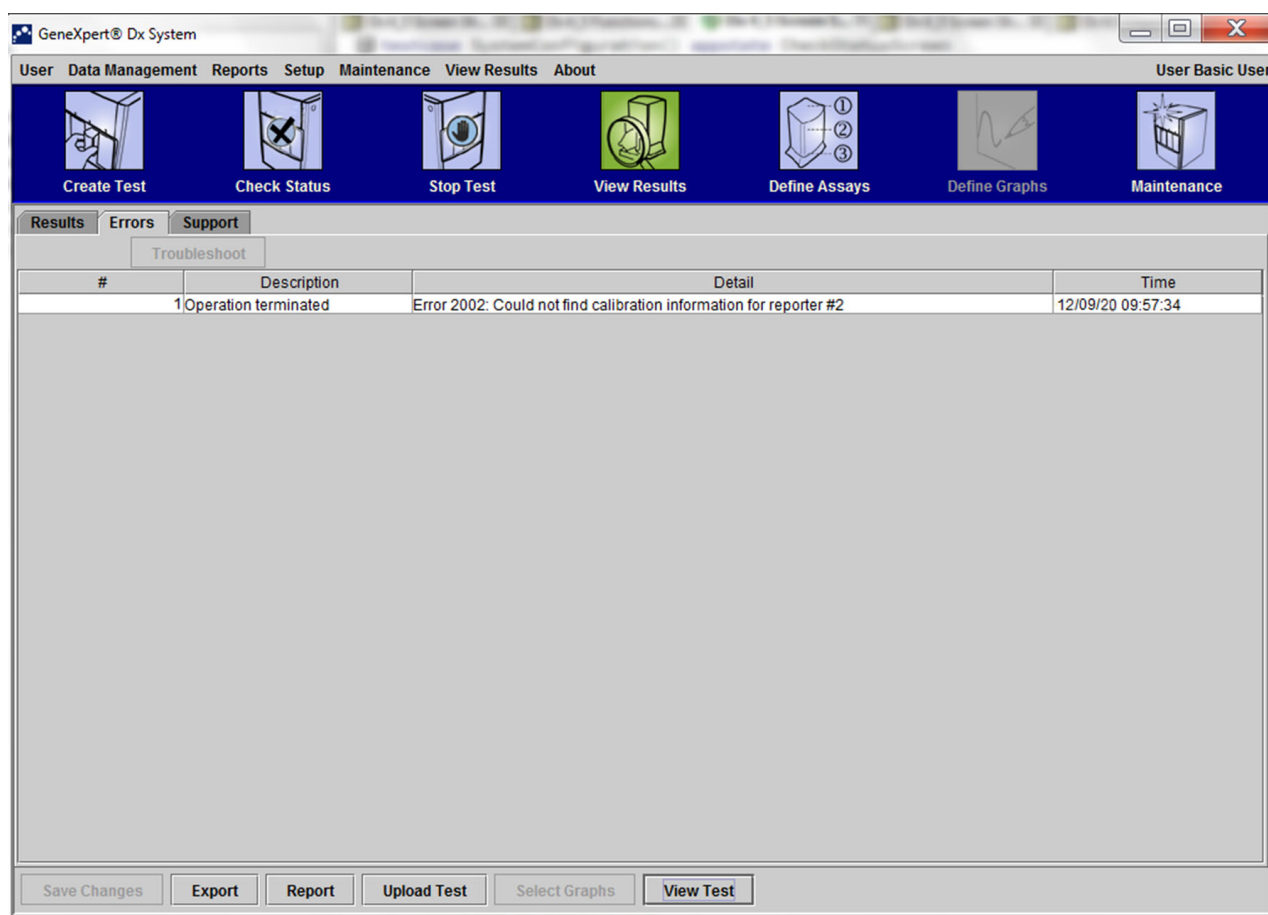 GeneXpert® Dx System
User Data Management Reports Setup Maintenance View Results About User Basic User
①
②
③
Create Test Check Status Stop Test View Results Define Assays Define Graphs Maintenance
Results Errors Support
Troubleshoot
# Description Detail Time
1 Operation terminated Error 2002: Could not find calibration information for reporter #2 12/09/20 09:57:34
Save Changes Export Report Upload Test Select Graphs View Test